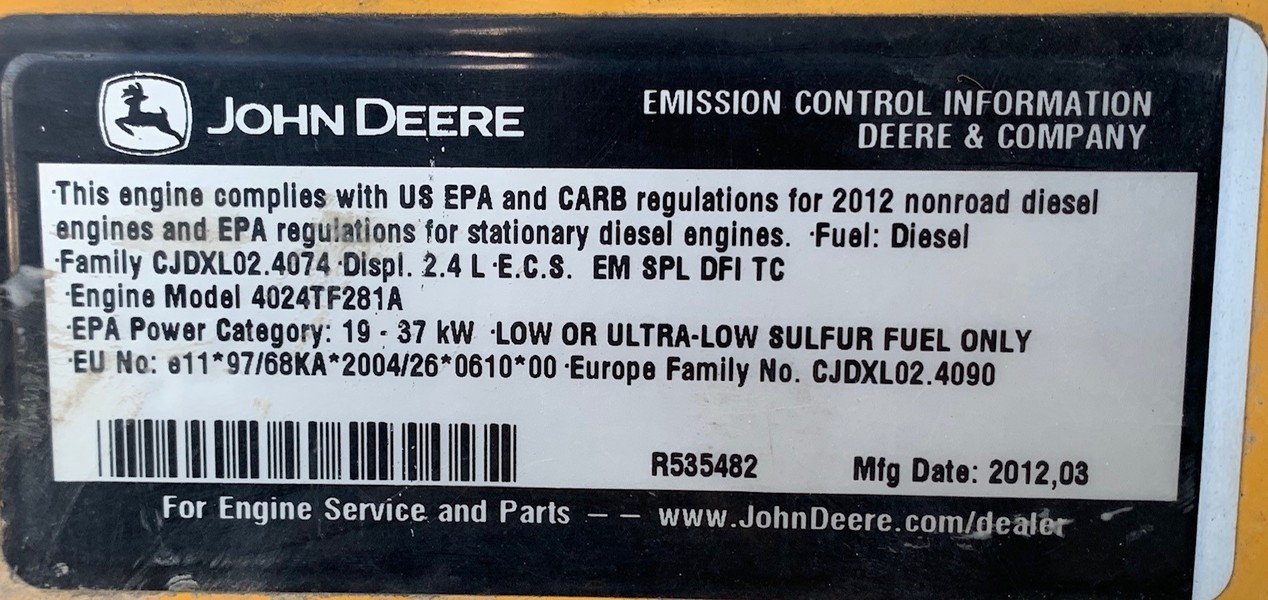 JOHN DEERE
EMISSION CONTROL INFORMATION
DEERE & COMPANY
·This engine complies with US EPA and CARB regulations for 2012 nonroad diesel
engines and EPA regulations for stationary diesel engines. ·Fuel: Diesel
·Family CJDXL02.4074 ·Displ. 2.4 L ·E.C.S. EM SPL DFI TC
·Engine Model 4024TF281A
·EPA Power Category: 19 - 37 kW ·LOW OR ULTRA-LOW SULFUR FUEL ONLY
·EU No: e11*97/68KA*2004/26*0610*00 ·Europe Family No. CJDXL02.4090
R535482 Mfg Date: 2012,03
For Engine Service and Parts – – www.JohnDeere.com/dealer